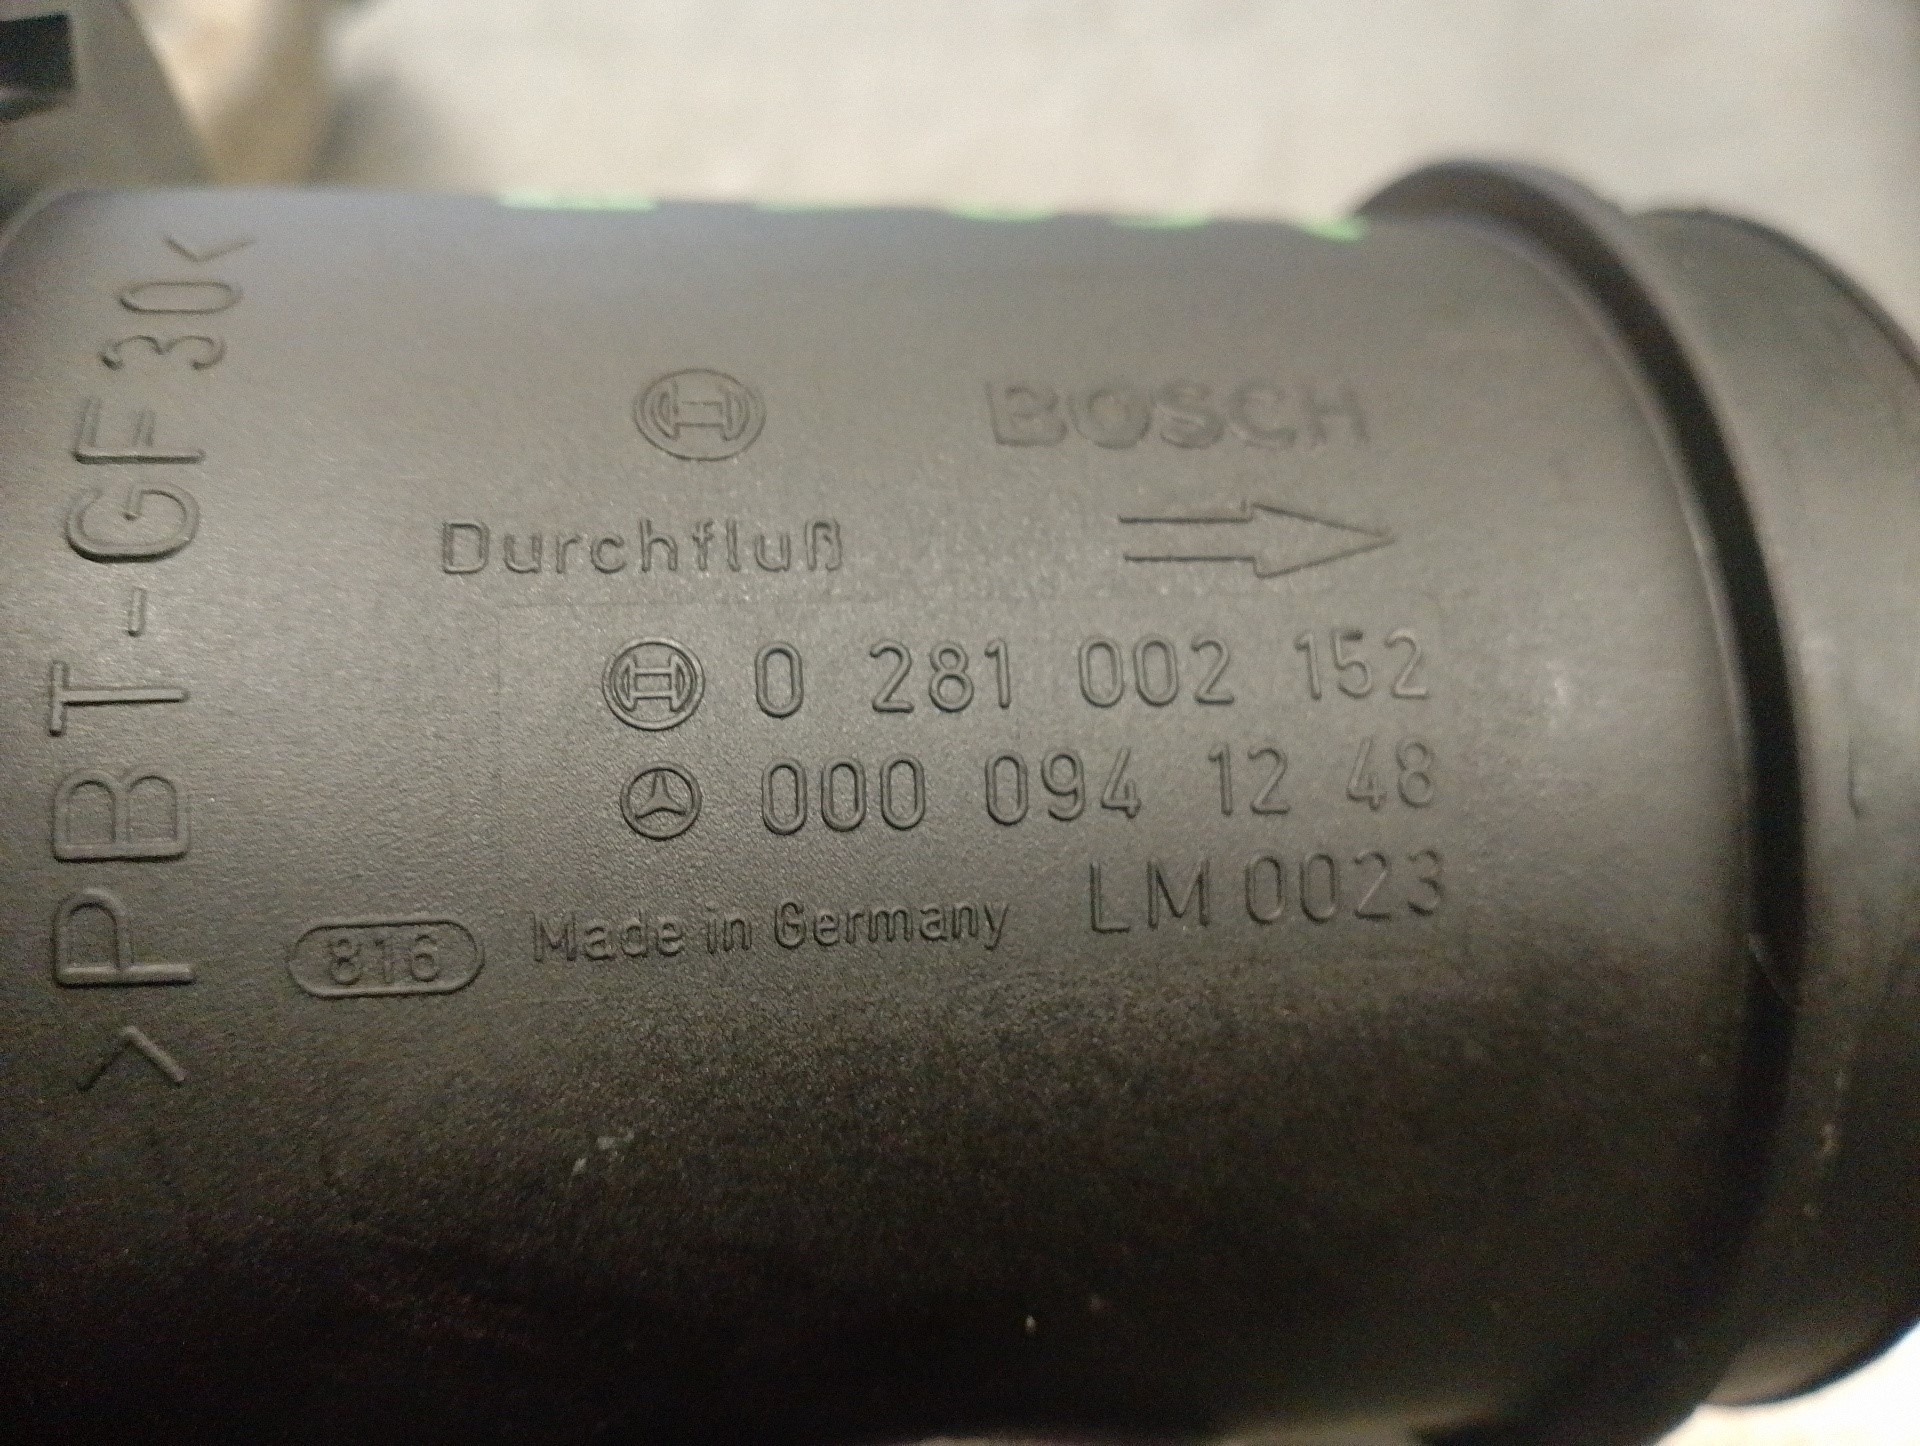 >PBT-GF30<
BOSCH
Durchfluß
0 281 002 152
000 094 12 48
LM 0023
816 Made in Germany